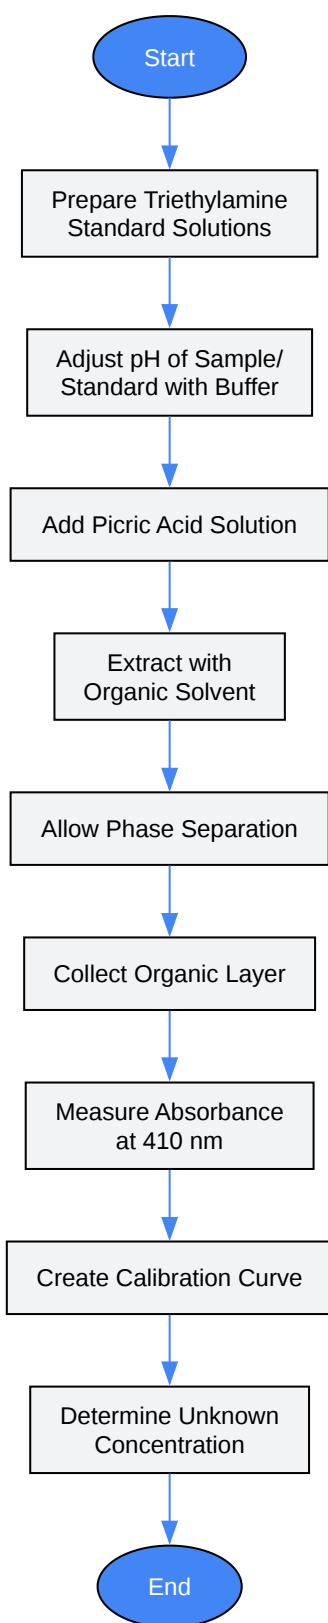 Start
Prepare Triethylamine
Standard Solutions
Adjust pH of Sample/
Standard with Buffer
Add Picric Acid Solution
Extract with
Organic Solvent
Allow Phase Separation
Collect Organic Layer
Measure Absorbance
at 410 nm
Create Calibration Curve
Determine Unknown
Concentration
End